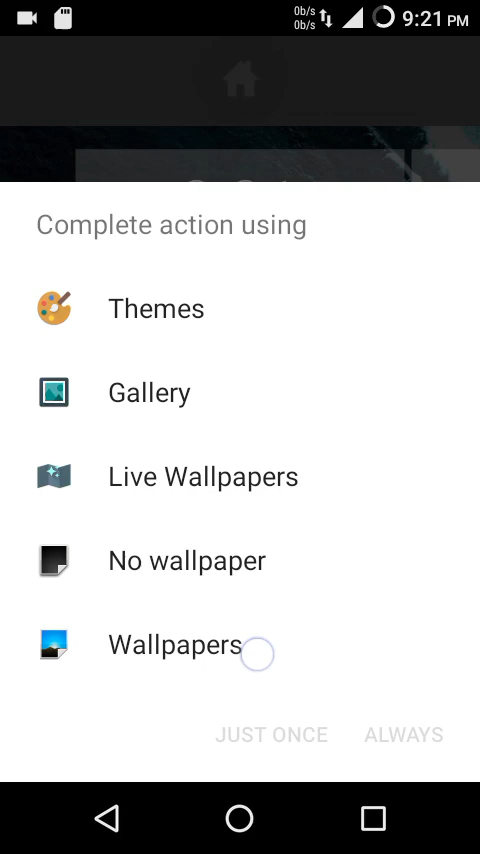 0b/s
0b/s
9:21 PM
Complete action using
Themes
Gallery
Live Wallpapers
No wallpaper
Wallpapers
JUST ONCE ALWAYS